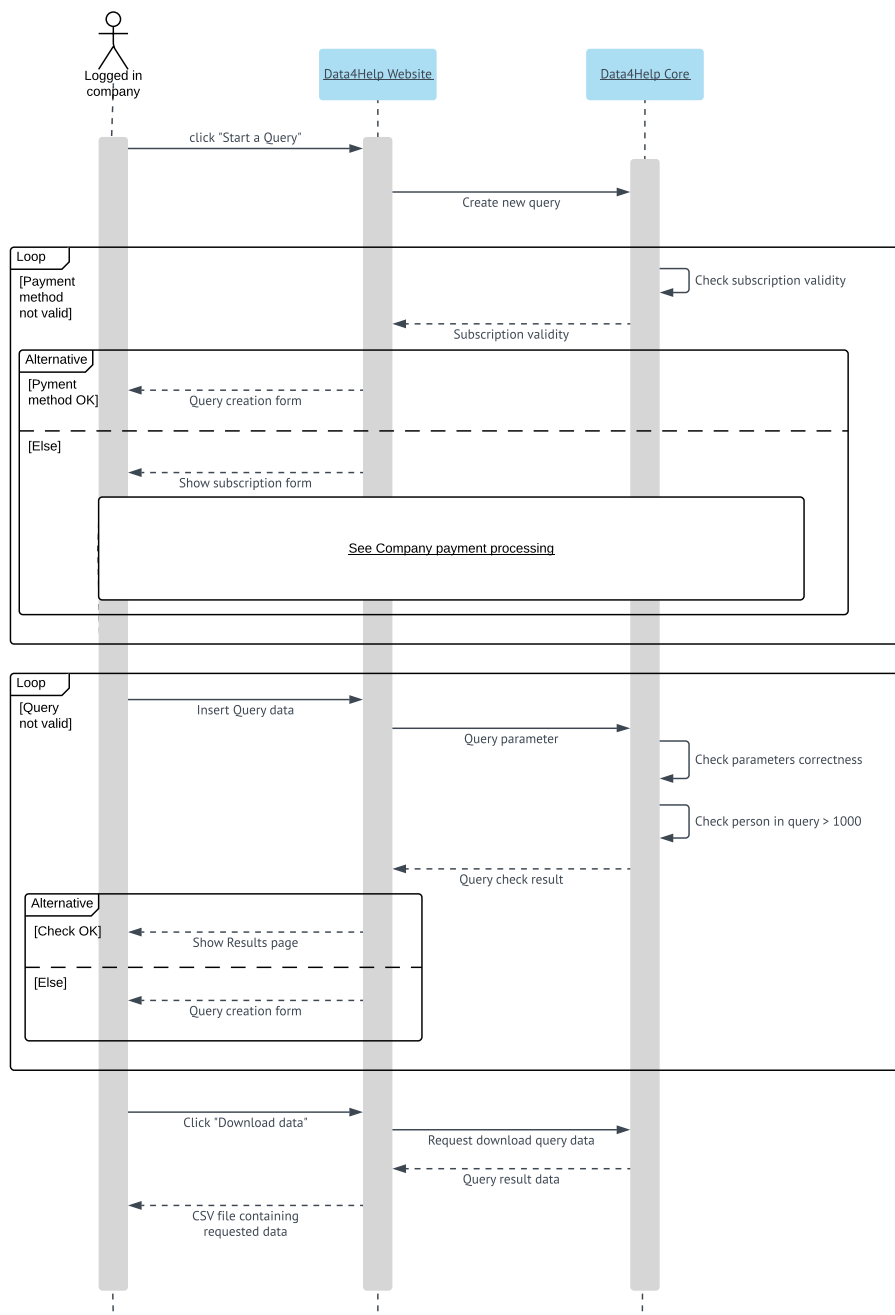 Logged in
company
Data4Help Website
Data4Help Core
click "Start a Query"
Create new query
Loop
[Payment
method
not valid]
Check subscription validity
Subscription validity
Alternative
[Pyment
method OK]
Query creation form
[Else]
Show subscription form
See Company payment processing
Loop
[Query
not valid]
Insert Query data
Query parameter
Check parameters correctness
Check person in query > 1000
Query check result
Alternative
[Check OK]
Show Results page
[Else]
Query creation form
Click "Download data"
Request download query data
Query result data
CSV file containing
requested data